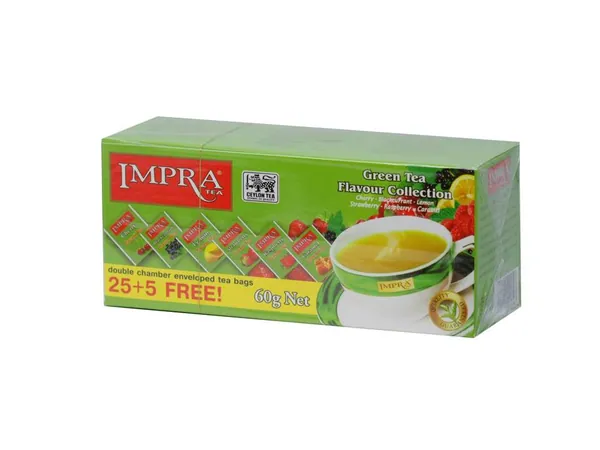 IMPRA
TEA
CEYLON TEA
Green Tea
Flavour Collection
Cherry - Blackcurrant - Lemon
Strawberry - Raspberry - Caramel
double chamber enveloped tea bags
25+5 FREE!
60g Net
IMPRA